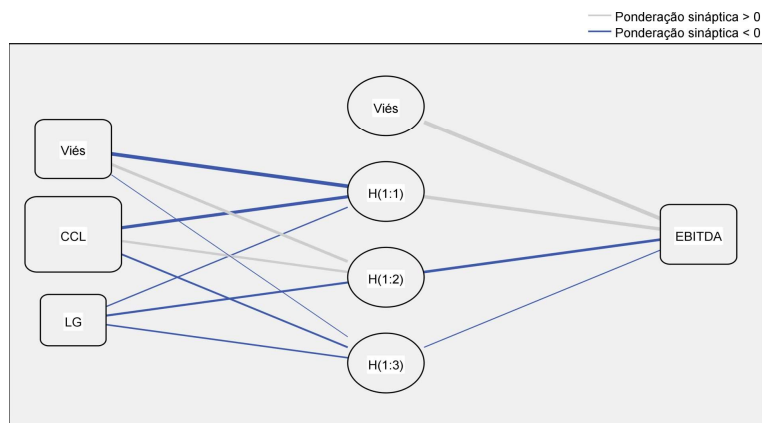 Ponderação sináptica > 0
Ponderação sináptica < 0
Viés
Viés
H(1:1)
CCL
EBITDA
H(1:2)
LG
H(1:3)